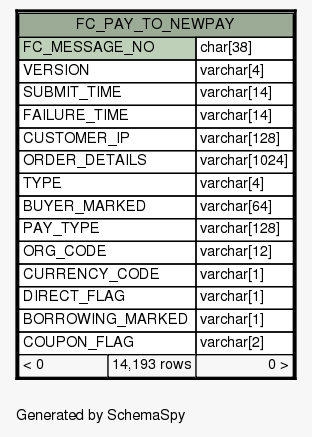 FC_PAY_TO_NEWPAY
FC_MESSAGE_NO char[38]
VERSION varchar[4]
SUBMIT_TIME varchar[14]
FAILURE_TIME varchar[14]
CUSTOMER_IP varchar[128]
ORDER_DETAILS varchar[1024]
TYPE varchar[4]
BUYER_MARKED varchar[64]
PAY_TYPE varchar[128]
ORG_CODE varchar[12]
CURRENCY_CODE varchar[1]
DIRECT_FLAG varchar[1]
BORROWING_MARKED varchar[1]
COUPON_FLAG varchar[2]
< 0 14,193 rows 0 >
Generated by SchemaSpy